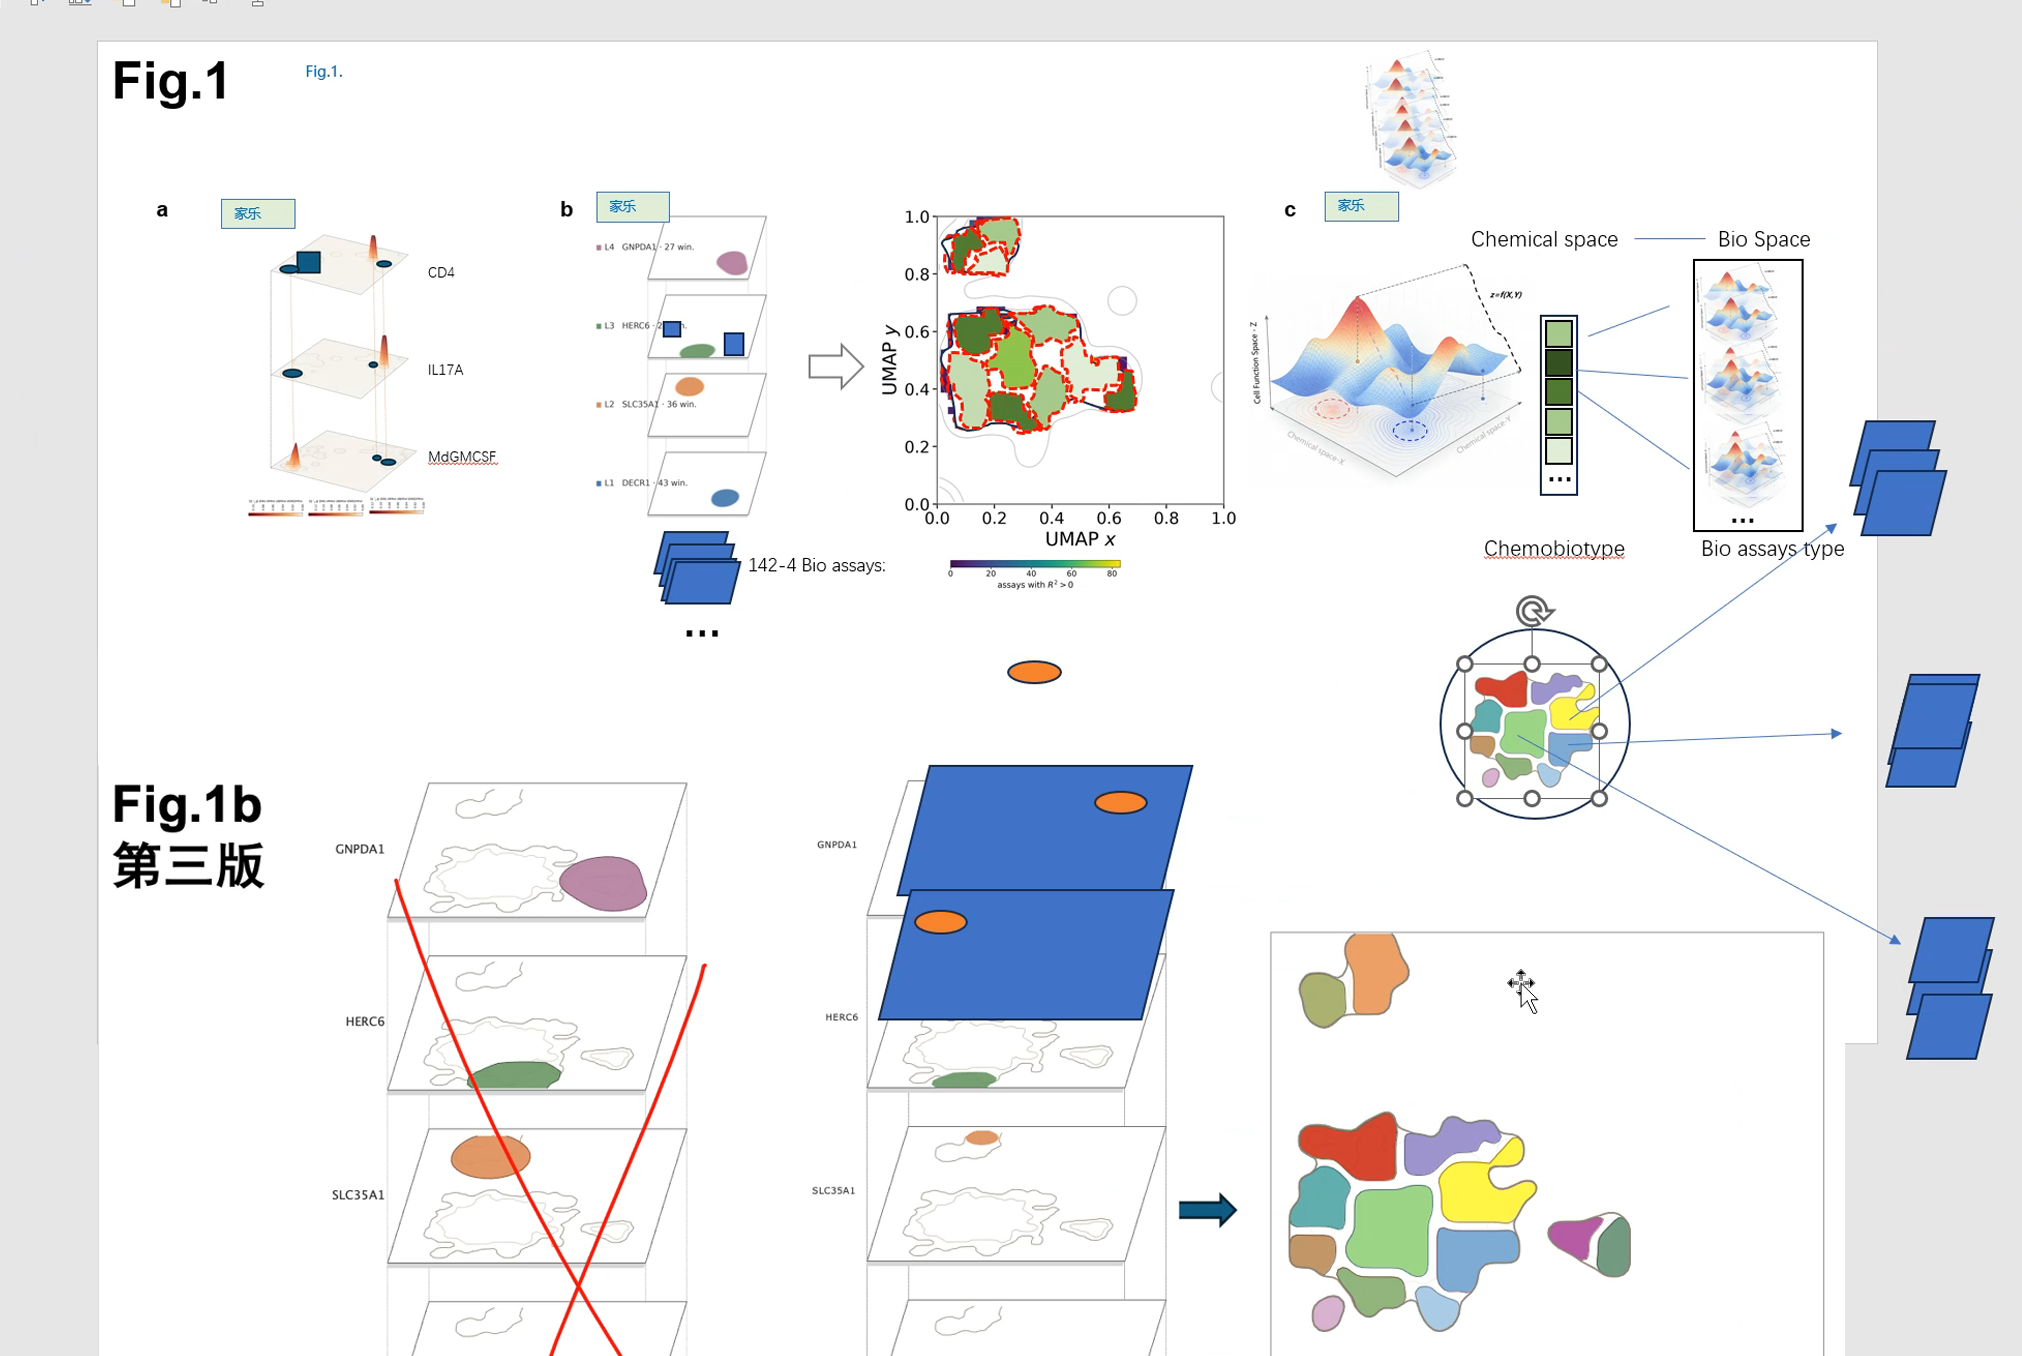 Fig.1
Fig.1.
a
家乐
CD4
IL17A
MdGMCSF
b
家乐
L4 GNPDA1 · 27 win.
L3 HERC6 · 2
L2 SLC35A1 · 36 win.
L1 DECR1 · 43 win.
142-4 Bio assays:
...
1.0
0.8
0.6
0.4
0.2
0.0
UMAP y
0.0 0.2 0.4 0.6 0.8 1.0
UMAP x
0 20 40 60 80
assays with R² > 0
c
家乐
Chemical space
Bio Space
z=f(X,Y)
Cell Function Space - Z
Chemical space-X
Chemical space-Y
...
...
Chemobiotype
Bio assays type
Fig.1b
第三版
GNPDA1
HERC6
SLC35A1
GNPDA1
HERC6
SLC35A1